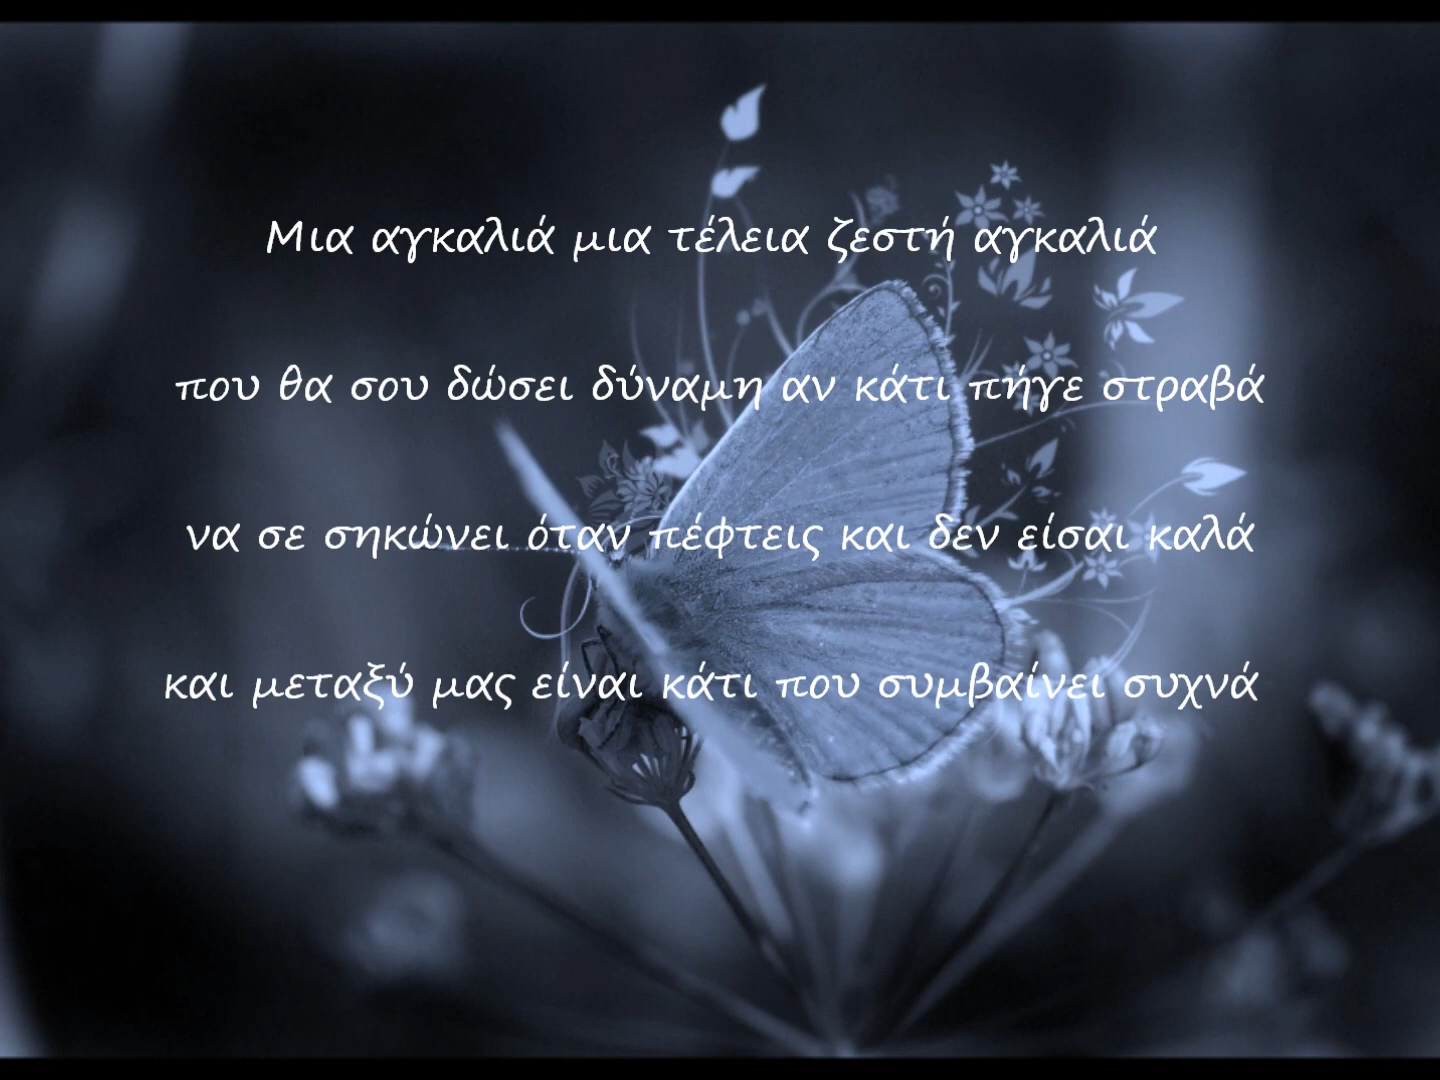 Μια αγκαλιά μια τέλεια ζεστή αγκαλιά
που θα σου δώσει δύναμη αν κάτι πήγε στραβά
να σε σηκώνει όταν πέφτεις και δεν είσαι καλά
και μεταξύ μας είναι κάτι που συμβαίνει συχνά